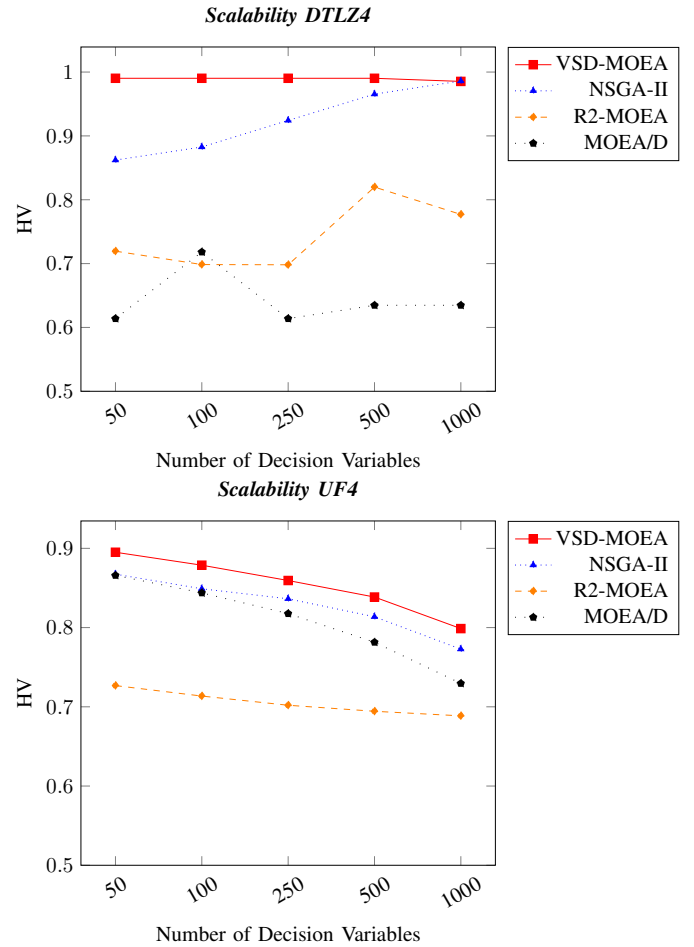 Scalability DTLZ4
1
0.9
0.8
0.7
0.6
0.5
HV
50 100 250 500 1000
Number of Decision Variables
VSD-MOEA
NSGA-II
R2-MOEA
MOEA/D
Scalability UF4
0.9
0.8
0.7
0.6
0.5
HV
50 100 250 500 1000
Number of Decision Variables
VSD-MOEA
NSGA-II
R2-MOEA
MOEA/D